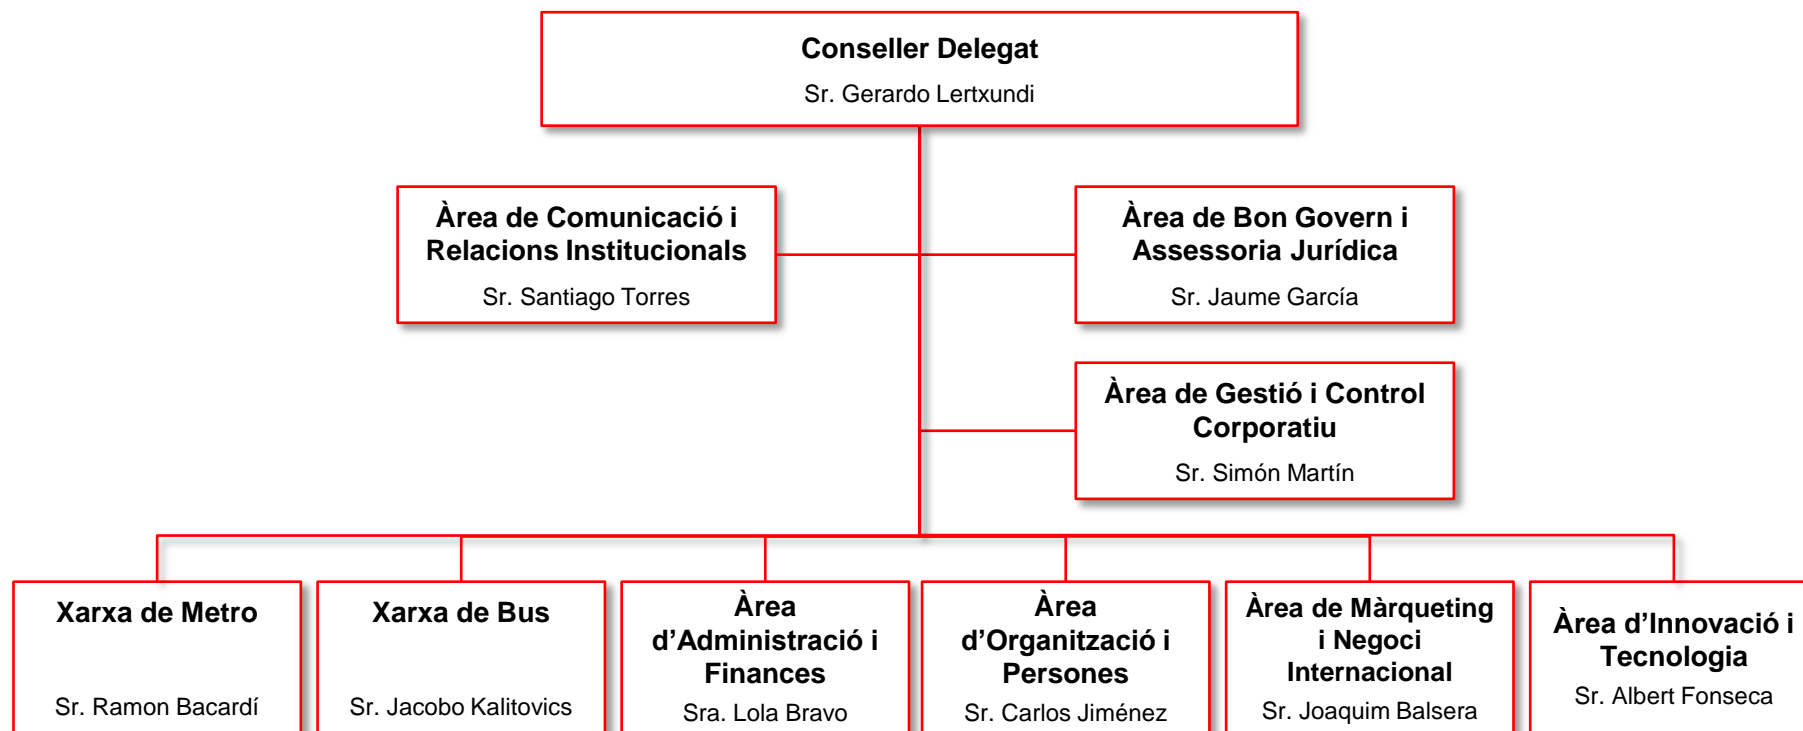 Conseller Delegat
Sr. Gerardo Lertxundi
Àrea de Comunicació i
Relacions Institucionals
Sr. Santiago Torres
Àrea de Bon Govern i
Assessoria Jurídica
Sr. Jaume García
Àrea de Gestió i Control
Corporatiu
Sr. Simón Martín
Xarxa de Metro
Sr. Ramon Bacardí
Xarxa de Bus
Sr. Jacobo Kalitovics
Àrea
d’Administració i
Finances
Sra. Lola Bravo
Àrea
d’Organització i
Persones
Sr. Carlos Jiménez
Àrea de Màrqueting
i Negoci
Internacional
Sr. Joaquim Balsera
Àrea d’Innovació i
Tecnologia
Sr. Albert Fonseca